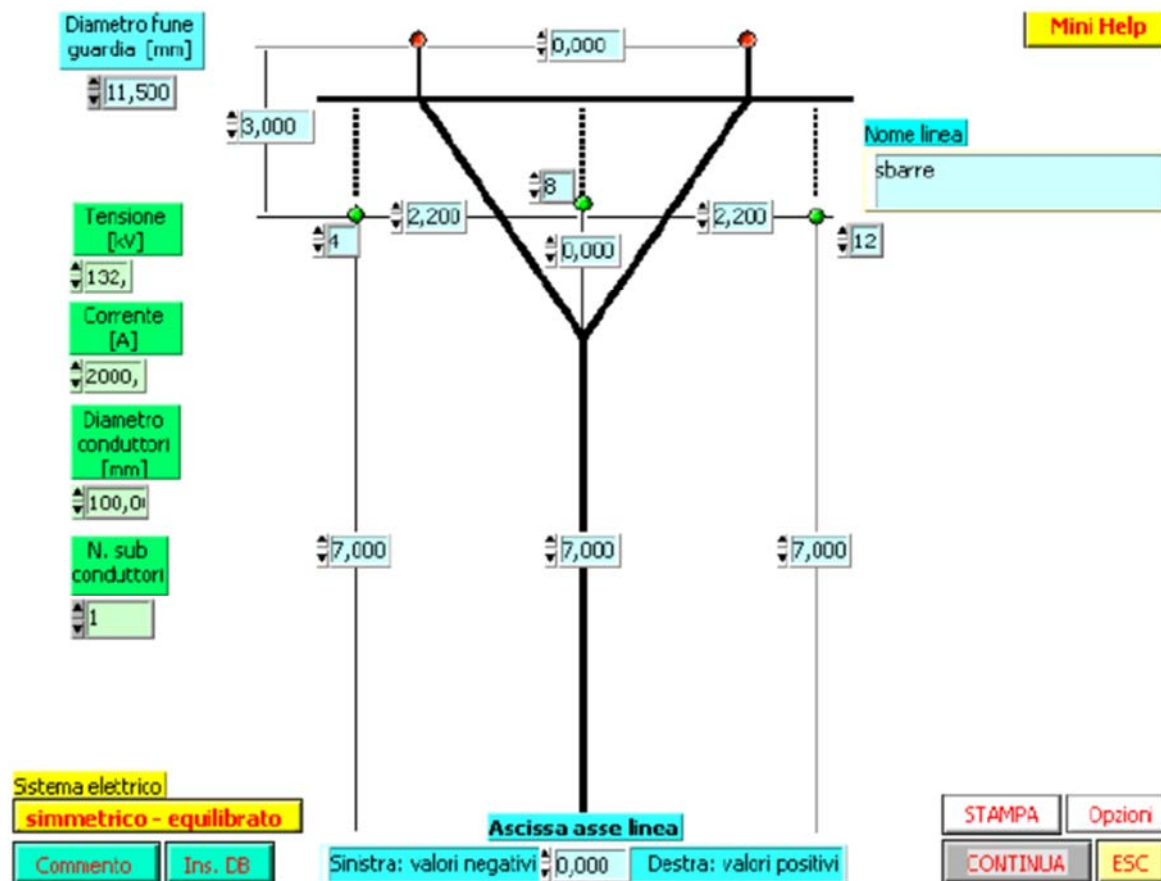 Diametro fune
guardia [mm]
11,500
0,000
Mini Help
3,000
Nome linea
sbarre
8
Tensione
[kV]
132,
2,200
2,200
4
0,000
12
Corrente
[A]
2000,
Diametro
conduttori
[mm]
100,0
7,000
7,000
7,000
N. sub
conduttori
1
Sistema elettrico
simmetrico - equilibrato
Ascissa asse linea
STAMPA
Opzioni
Commento
Ins. DB
Sinistra: valori negativi
0,000
Destra: valori positivi
CONTINUA
ESC